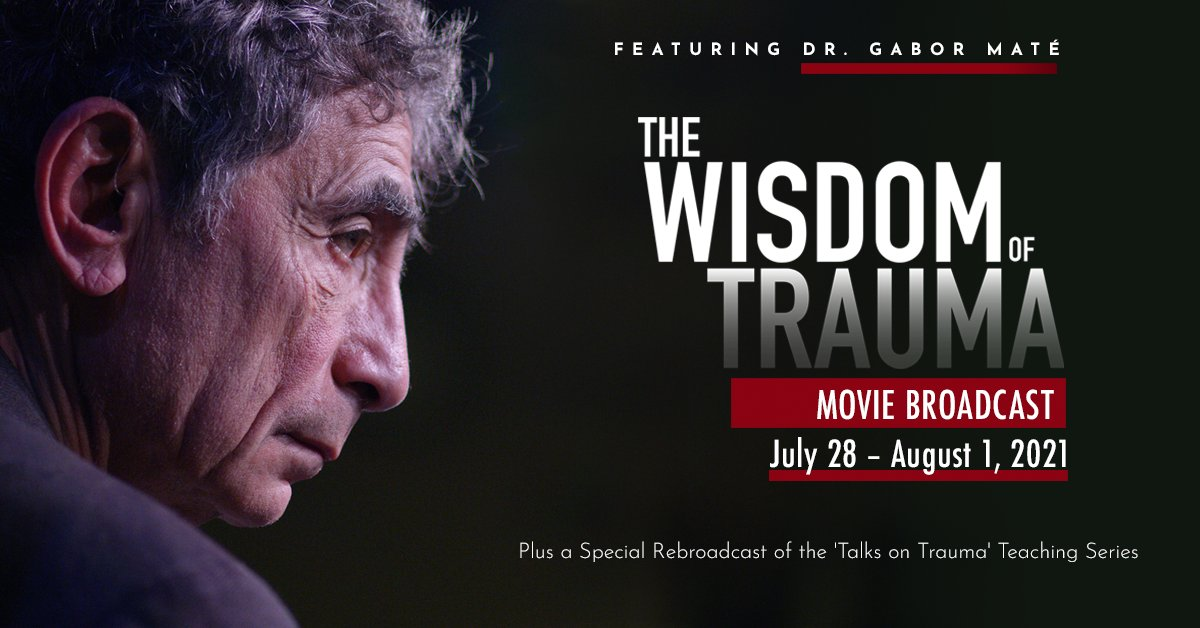 FEATURING DR. GABOR MATÉ
THE
WISDOM OF
TRAUMA
MOVIE BROADCAST
July 28 – August 1, 2021
Plus a Special Rebroadcast of the 'Talks on Trauma' Teaching Series